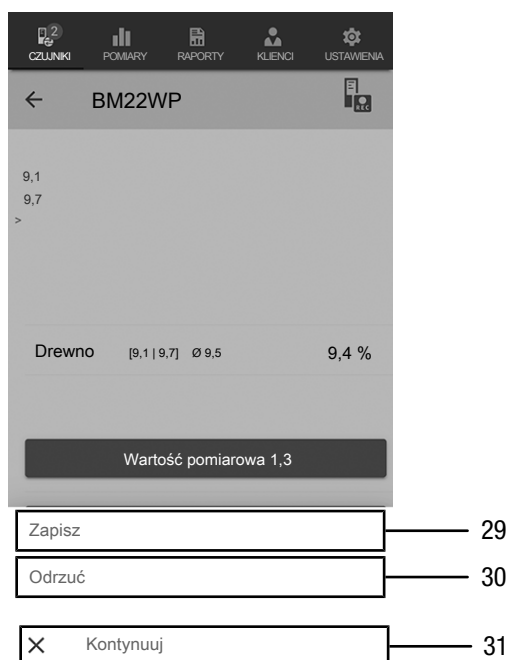 2
CZUJNIKI POMIARY RAPORTY KLIENCI USTAWIENIA
BM22WP
REC
9,1
9,7
>
Drewno [9,1 | 9,7] Ø 9,5 9,4 %
Wartość pomiarowa 1,3
Zapisz 29
Odrzuć 30
Kontynuuj 31